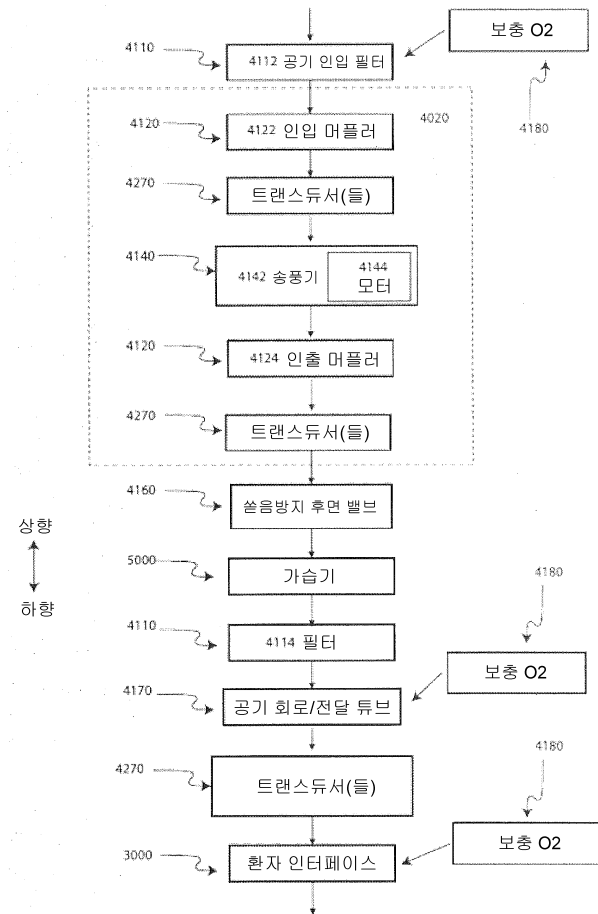 보충 O2
4110
4112 공기 인입 필터
4180
4020
4120
4122 인입 머플러
4270
트랜스듀서(들)
4140
4142 송풍기
4144
모터
4120
4124 인출 머플러
4270
트랜스듀서(들)
4160
쏠음방지 후면 밸브
상향
하향
5000
가습기
4180
4110
4114 필터
보충 O2
4170
공기 회로/전달 튜브
4180
4270
트랜스듀서(들)
보충 O2
3000
환자 인터페이스